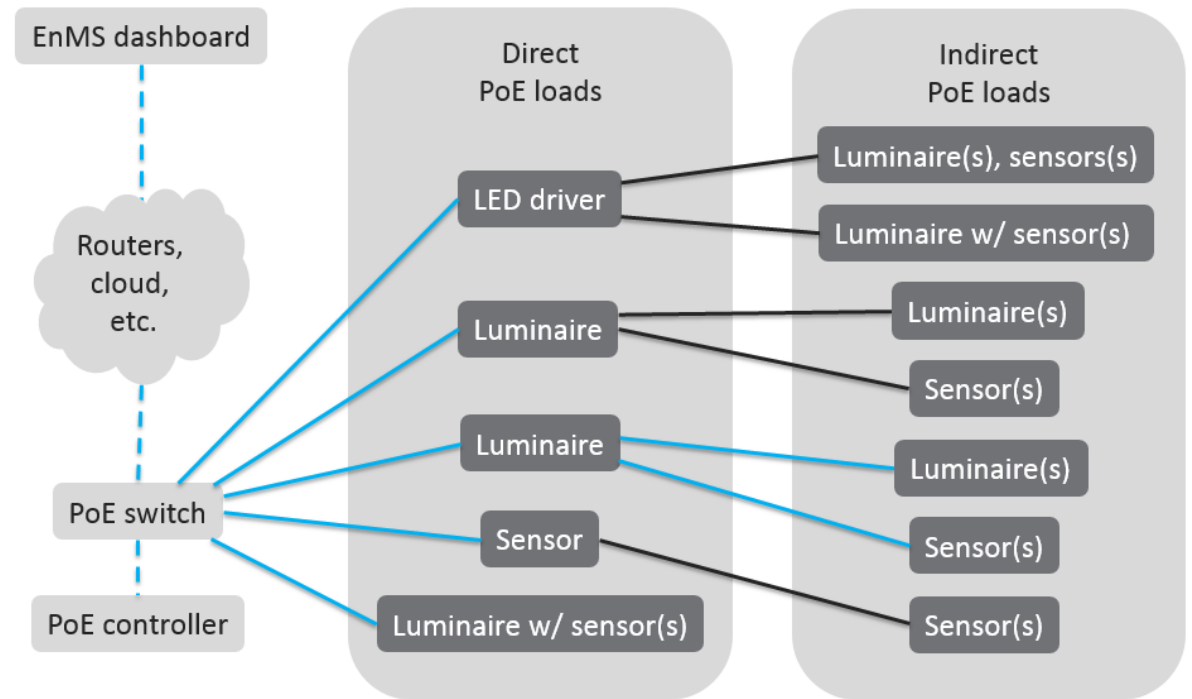 EnMS dashboard
Routers,
cloud,
etc.
PoE switch
PoE controller
Direct
PoE loads
LED driver
Luminaire
Luminaire
Sensor
Luminaire w/ sensor(s)
Indirect
PoE loads
Luminaire(s), sensors(s)
Luminaire w/ sensor(s)
Luminaire(s)
Sensor(s)
Luminaire(s)
Sensor(s)
Sensor(s)